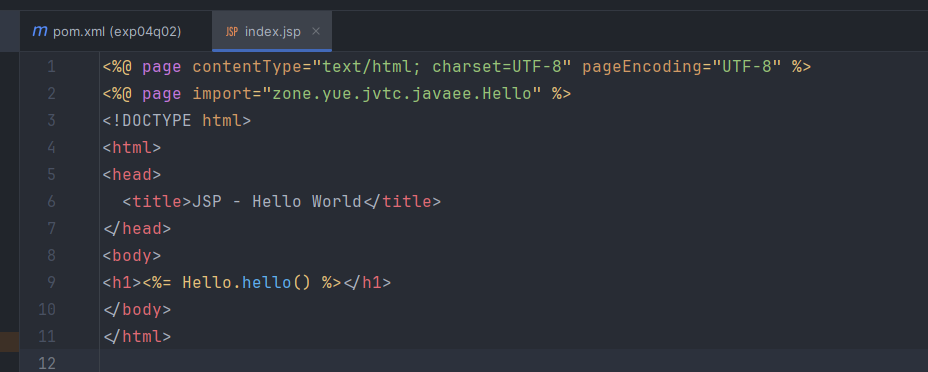 m pom.xml (exp04q02) JSP index.jsp ×
1 <%@ page contentType="text/html; charset=UTF-8" pageEncoding="UTF-8" %>
2 <%@ page import="zone.yue.jvtc.javaee.Hello" %>
3 <!DOCTYPE html>
4 <html>
5 <head>
6   <title>JSP - Hello World</title>
7 </head>
8 <body>
9 <h1><%= Hello.hello() %></h1>
10 </body>
11 </html>
12